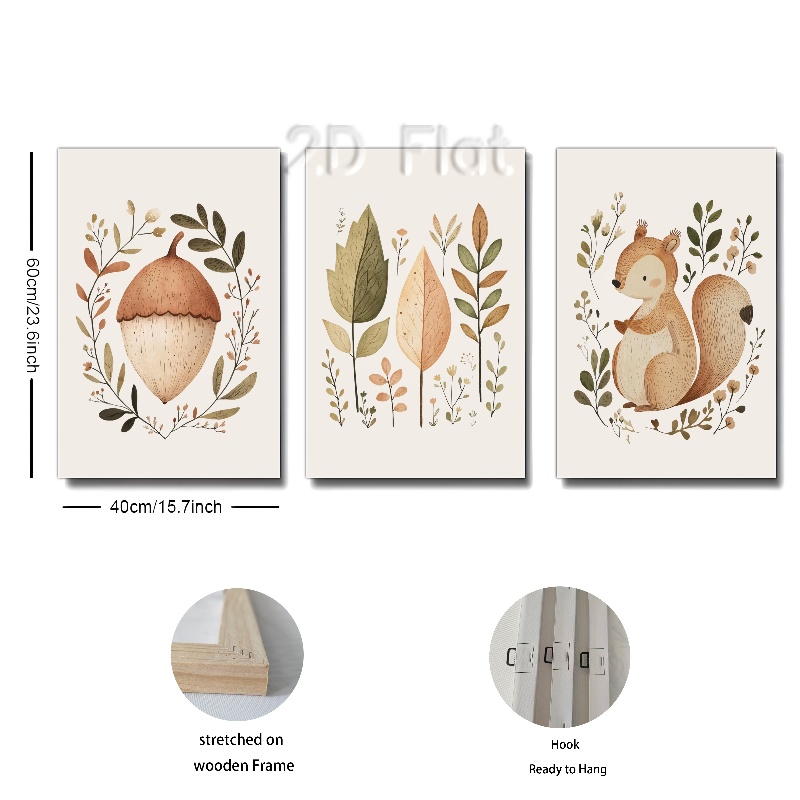 2D Flat
60cm/23.6inch
40cm/15.7inch
stretched on
wooden Frame
Hook
Ready to Hang